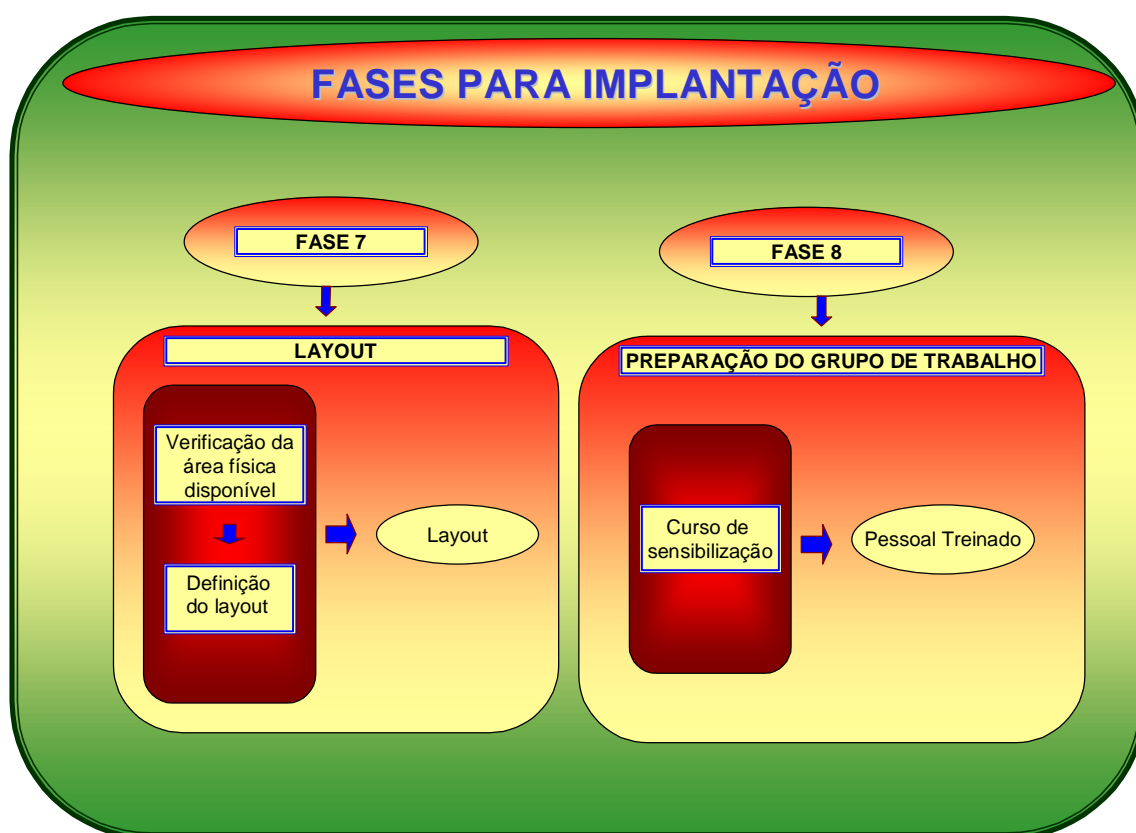 FASES PARA IMPLANTAÇÃO
FASE 7
LAYOUT
Verificação da
área física
disponível
Definição
do layout
Layout
FASE 8
PREPARAÇÃO DO GRUPO DE TRABALHO
Curso de
sensibilização
Pessoal Treinado